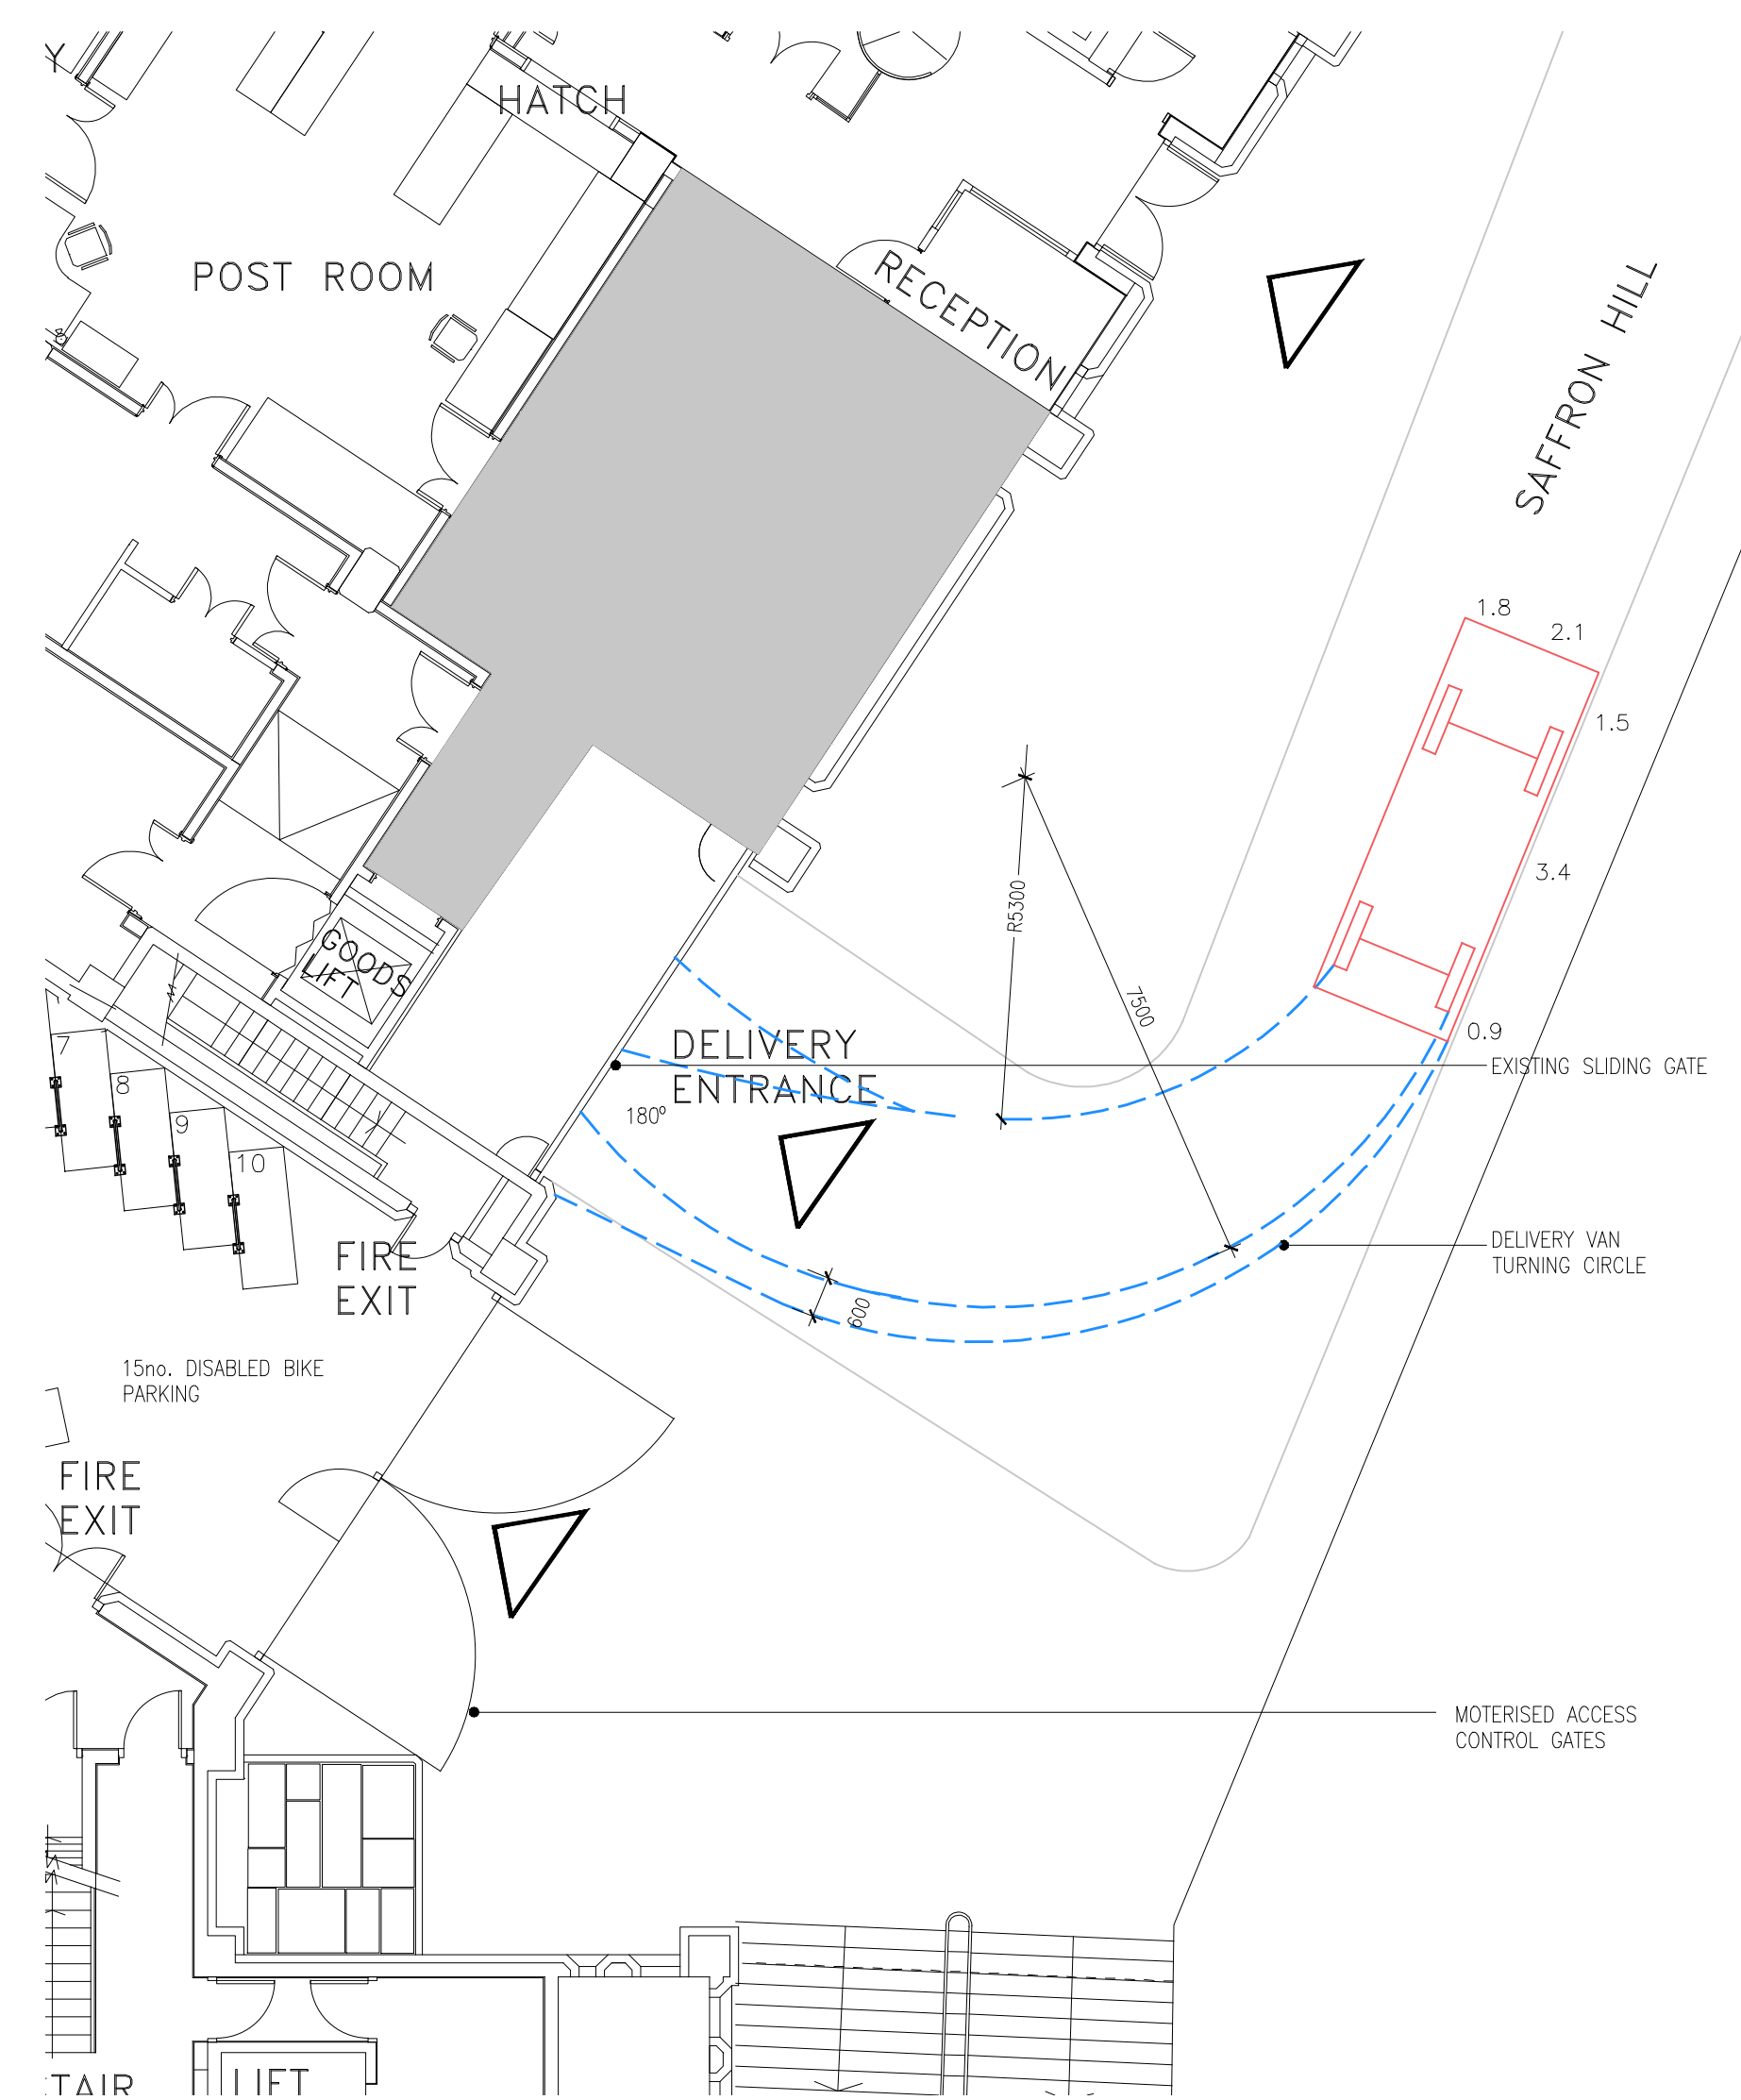 Y
HATCH
POST ROOM
RECEPTION
SAFFRON HILL
1.8
2.1
1.5
3.4
0.9
R5300
7500
GOODS
LIFT
7
8
9
10
DELIVERY
ENTRANCE
180º
EXISTING SLIDING GATE
DELIVERY VAN
TURNING CIRCLE
600
FIRE
EXIT
15no. DISABLED BIKE
PARKING
FIRE
EXIT
MOTERISED ACCESS
CONTROL GATES
TAIR
LIFT